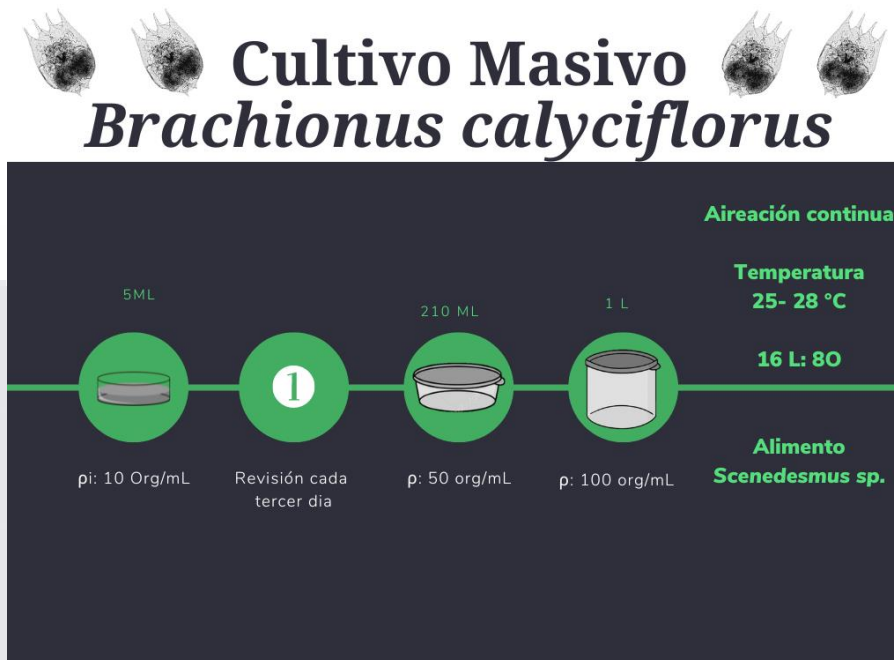 Cultivo Masivo
Brachionus calyciflorus
Aireación continua
Temperatura
25- 28 °C
16 L: 8O
Alimento
Scenedesmus sp.
5ML
ρi: 10 Org/mL
1
Revisión cada
tercer dia
210 ML
ρ: 50 org/mL
1 L
ρ: 100 org/mL